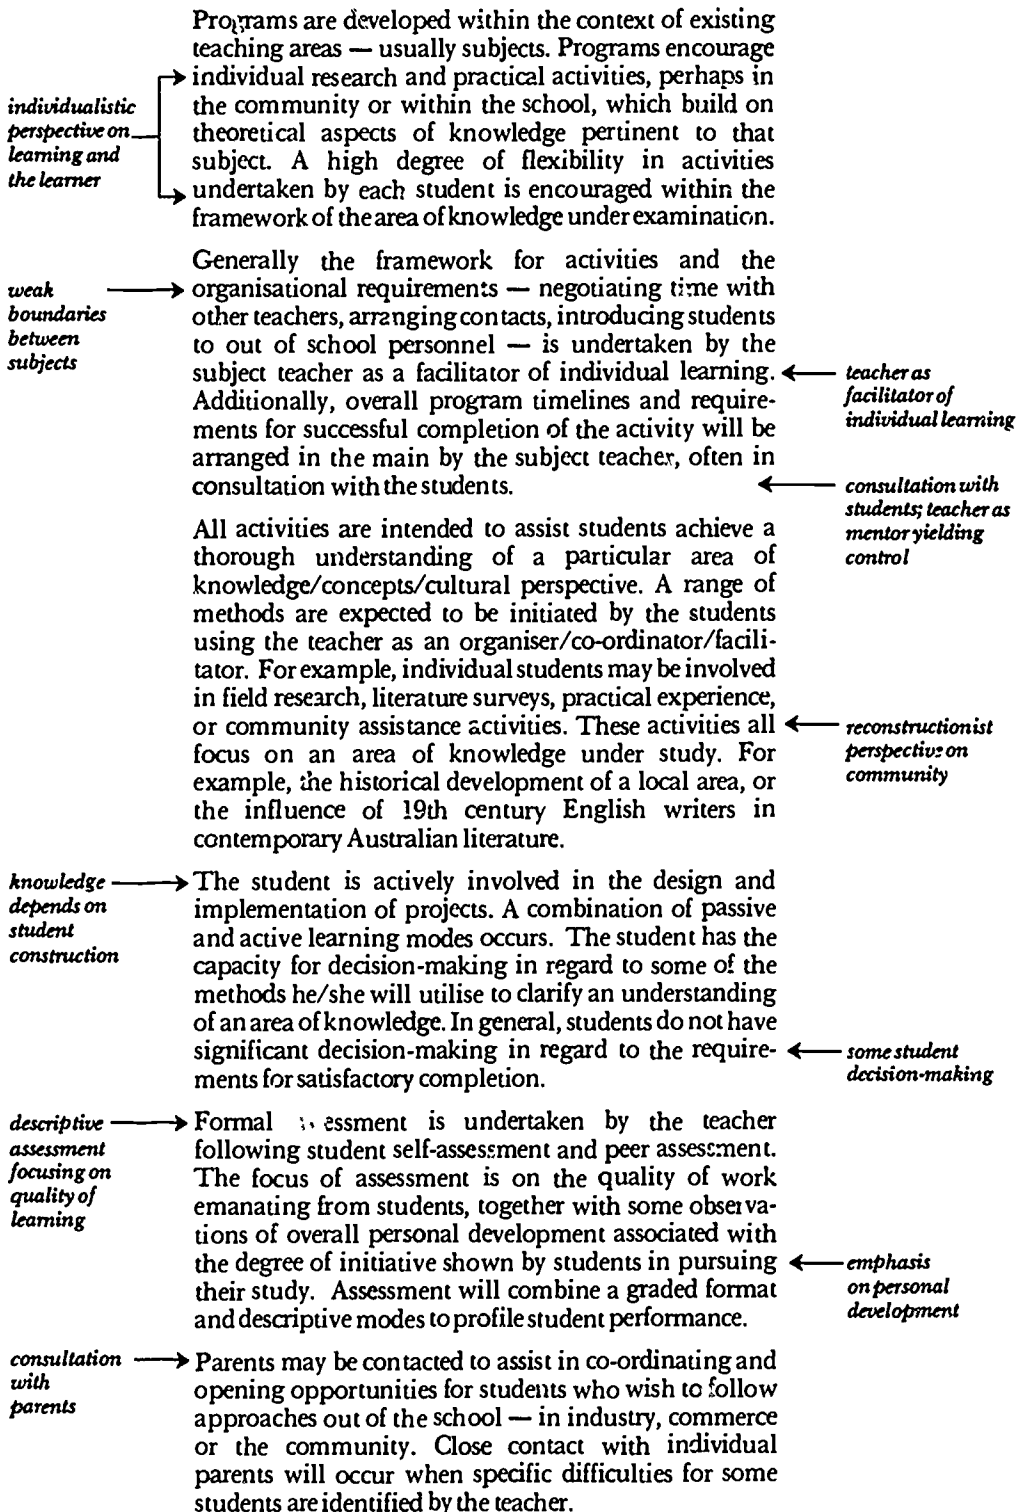 Programs are developed within the context of existing
teaching areas — usually subjects. Programs encourage
individual research and practical activities, perhaps in
the community or within the school, which build on
theoretical aspects of knowledge pertinent to that
subject. A high degree of flexibility in activities
undertaken by each student is encouraged within the
framework of the area of knowledge under examination.
individualistic
perspective on
learning and
the learner
Generally the framework for activities and the
organisational requirements — negotiating time with
other teachers, arranging contacts, introducing students
to out of school personnel — is undertaken by the
subject teacher as a facilitator of individual learning.
Additionally, overall program timelines and require-
ments for successful completion of the activity will be
arranged in the main by the subject teacher, often in
consultation with the students.
weak
boundaries
between
subjects
teacher as
facilitator of
individual learning
consultation with
students; teacher as
mentor yielding
control
All activities are intended to assist students achieve a
thorough understanding of a particular area of
knowledge/concepts/cultural perspective. A range of
methods are expected to be initiated by the students
using the teacher as an organiser/co-ordinator/facili-
tator. For example, individual students may be involved
in field research, literature surveys, practical experience,
or community assistance activities. These activities all
focus on an area of knowledge under study. For
example, the historical development of a local area, or
the influence of 19th century English writers in
contemporary Australian literature.
reconstructionist
perspective on
community
knowledge
depends on
student
construction
The student is actively involved in the design and
implementation of projects. A combination of passive
and active learning modes occurs. The student has the
capacity for decision-making in regard to some of the
methods he/she will utilise to clarify an understanding
of an area of knowledge. In general, students do not have
significant decision-making in regard to the require-
ments for satisfactory completion.
some student
decision-making
descriptive
assessment
focusing on
quality of
learning
Formal essment is undertaken by the teacher
following student self-assessment and peer assessment.
The focus of assessment is on the quality of work
emanating from students, together with some observa-
tions of overall personal development associated with
the degree of initiative shown by students in pursuing
their study. Assessment will combine a graded format
and descriptive modes to profile student performance.
emphasis
on personal
development
consultation
with
parents
Parents may be contacted to assist in co-ordinating and
opening opportunities for students who wish to follow
approaches out of the school — in industry, commerce
or the community. Close contact with individual
parents will occur when specific difficulties for some
students are identified by the teacher.